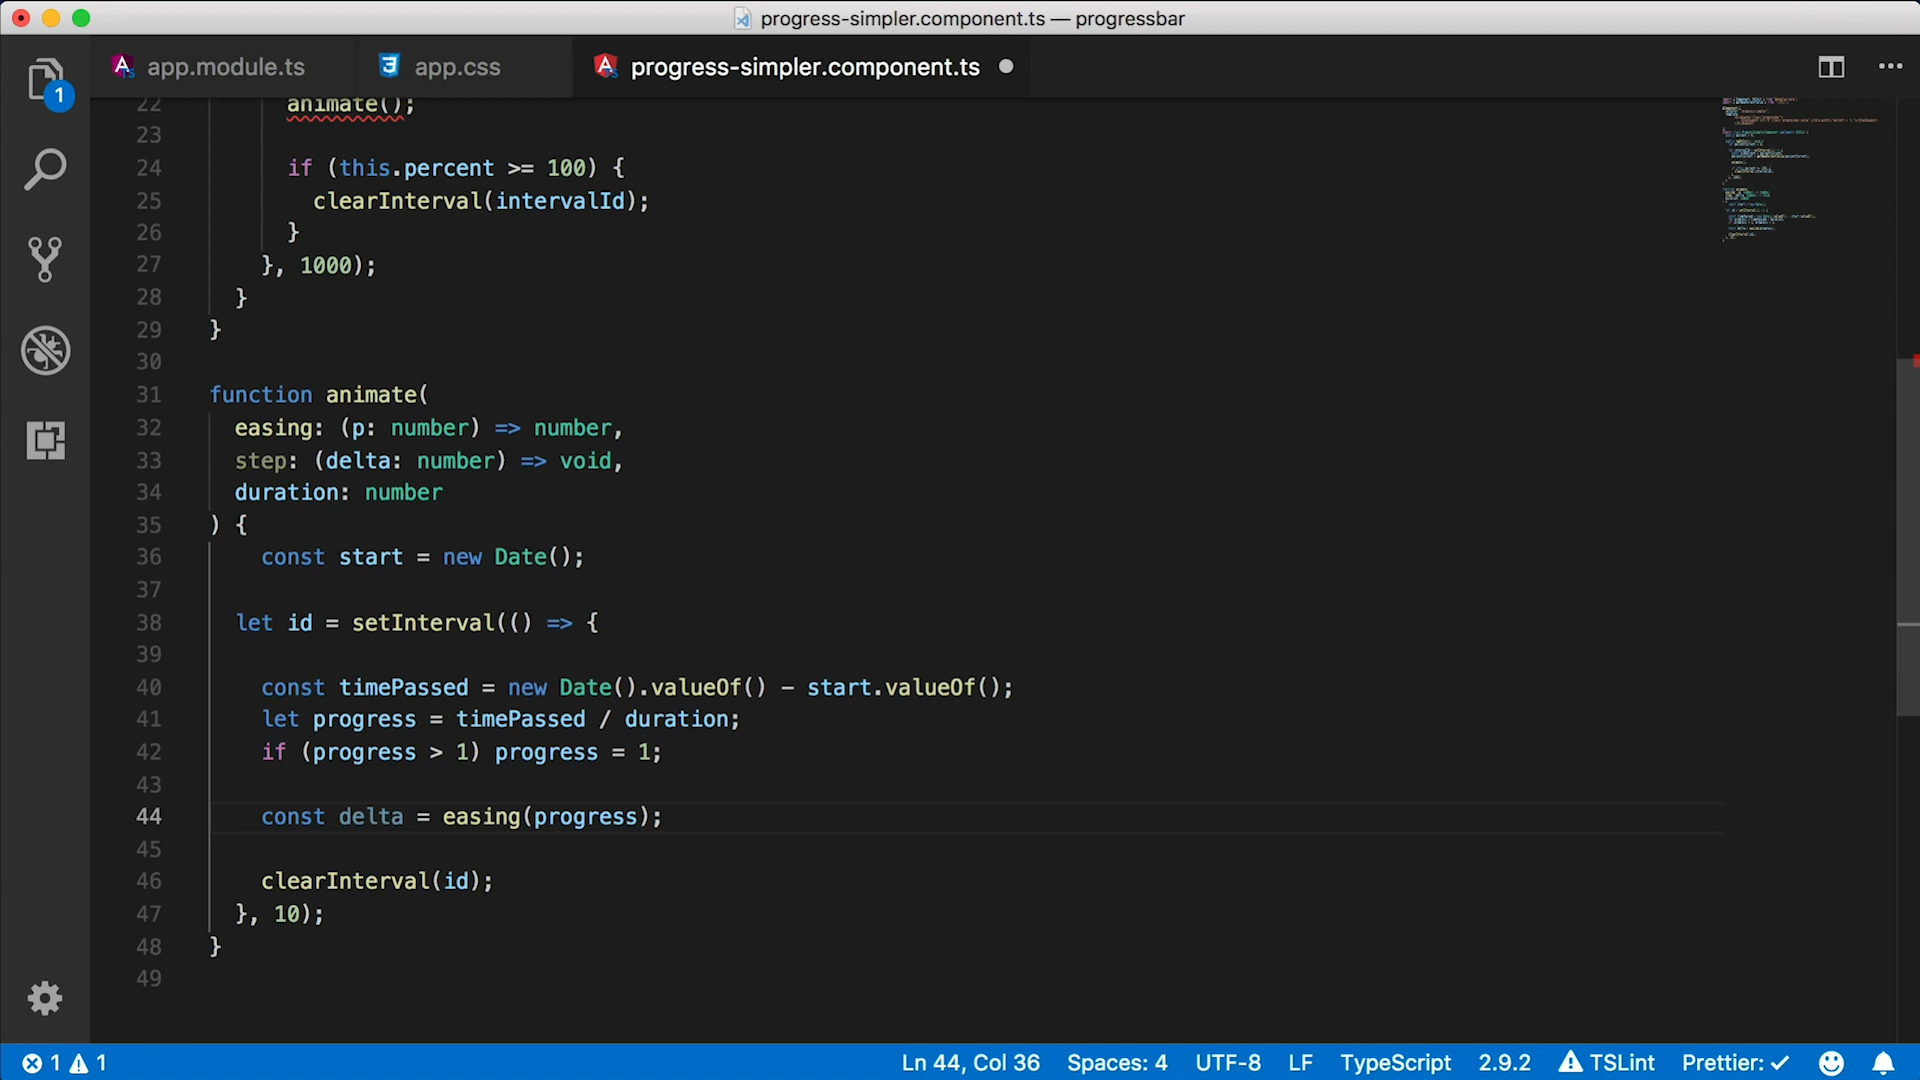 progress-simpler.component.ts — progressbar
app.module.ts
app.css
progress-simpler.component.ts
1
22 animate();
23
24 if (this.percent >= 100) {
25 clearInterval(intervalId);
26 }
27 }, 1000);
28 }
29 }
30
31 function animate(
32 easing: (p: number) => number,
33 step: (delta: number) => void,
34 duration: number
35 ) {
36 const start = new Date();
37
38 let id = setInterval(() => {
39
40 const timePassed = new Date().valueOf() - start.valueOf();
41 let progress = timePassed / duration;
42 if (progress > 1) progress = 1;
43
44 const delta = easing(progress);
45
46 clearInterval(id);
47 }, 10);
48 }
49
1 1 Ln 44, Col 36 Spaces: 4 UTF-8 LF TypeScript 2.9.2 TSLint Prettier: ✓